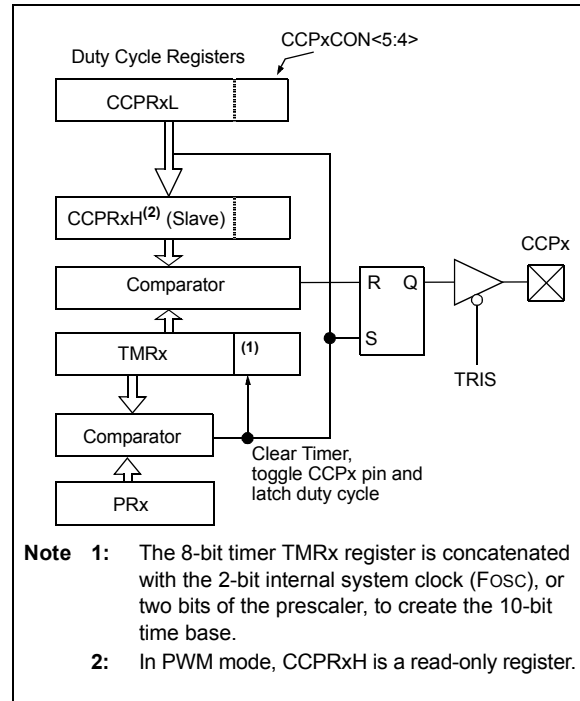 CCPxCON<5:4>
Duty Cycle Registers
CCPRxL
CCPRxH(2) (Slave)
CCPx
Comparator
R Q
TMRx (1)
S
TRIS
Comparator
Clear Timer,
toggle CCPx pin and
latch duty cycle
PRx
Note 1: The 8-bit timer TMRx register is concatenated
with the 2-bit internal system clock (FOSC), or
two bits of the prescaler, to create the 10-bit
time base.
2: In PWM mode, CCPRxH is a read-only register.